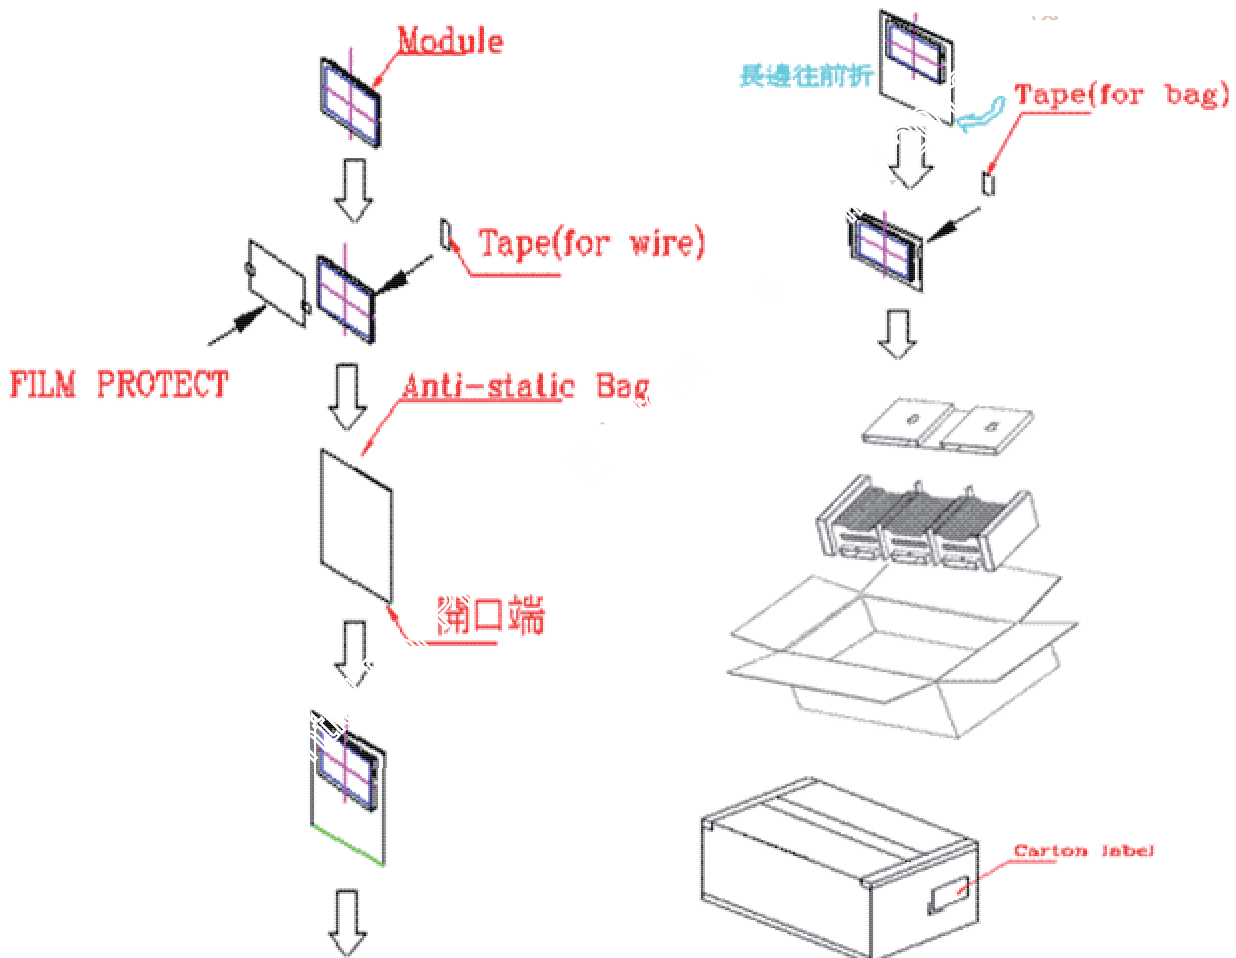 Module
Tape(for wire)
FILM PROTECT
Anti-static Bag
開口端
長邊往前折
Tape(for bag)
Carton label